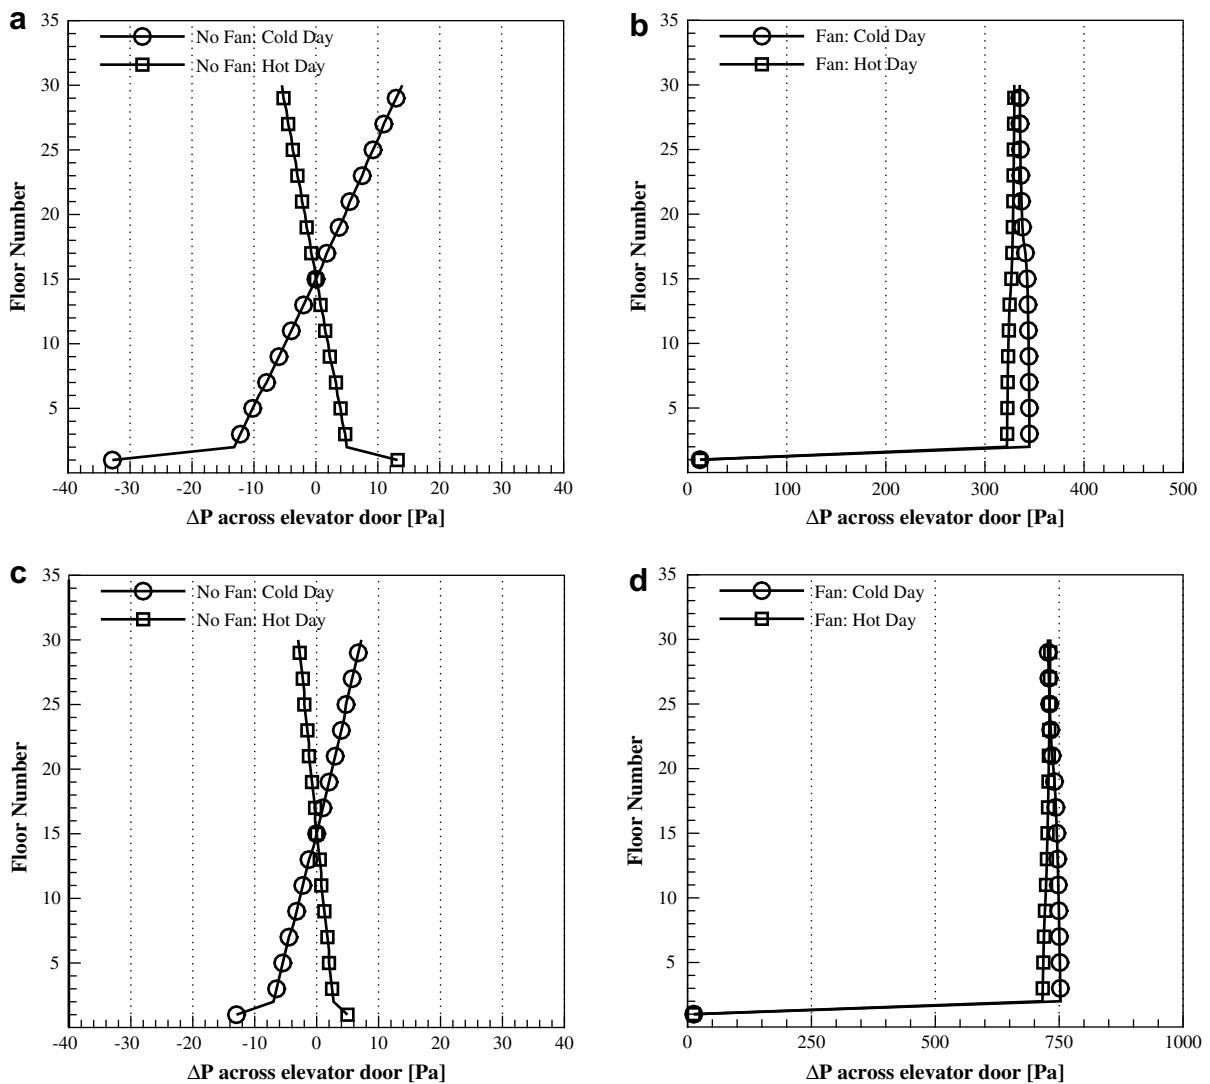 a
No Fan: Cold Day
No Fan: Hot Day
35
30
25
20
15
10
5
Floor Number
-40 -30 -20 -10 0 10 20 30 40
ΔP across elevator door [Pa]
b
Fan: Cold Day
Fan: Hot Day
35
30
25
20
15
10
5
Floor Number
0 100 200 300 400 500
ΔP across elevator door [Pa]
c
No Fan: Cold Day
No Fan: Hot Day
35
30
25
20
15
10
5
Floor Number
-40 -30 -20 -10 0 10 20 30 40
ΔP across elevator door [Pa]
d
Fan: Cold Day
Fan: Hot Day
35
30
25
20
15
10
5
Floor Number
0 250 500 750 1000
ΔP across elevator door [Pa]